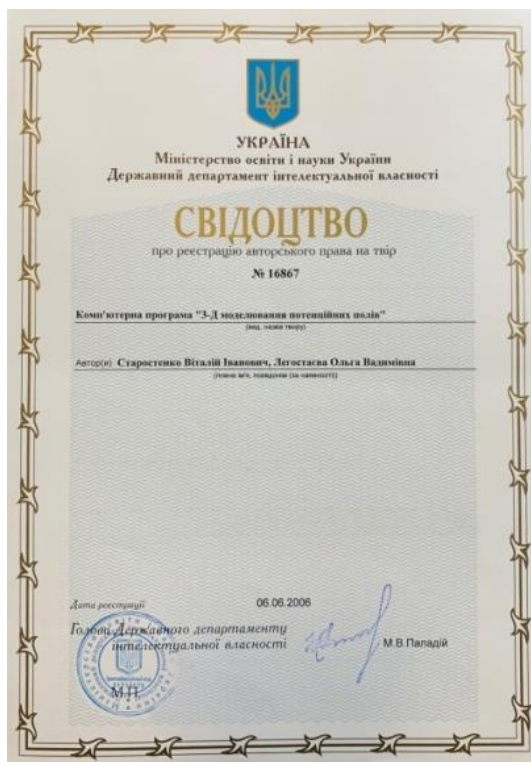 УКРАЇНА
Міністерство освіти і науки України
Державний департамент інтелектуальної власності
СВІДОЦТВО
про реєстрацію авторського права на твір
№ 16867
Комп'ютерна програма "3-Д моделювання потенційних полів"
(вид, назва твору)
Автор(и) Старостенко Віталій Іванович, Легостаєва Ольга Вадимівна
(повне ім'я, псевдонім (за наявності))
Дата реєстрації 06.06.2006
Голова Державного департаменту
інтелектуальної власності
М.В.Паладій
М.П.